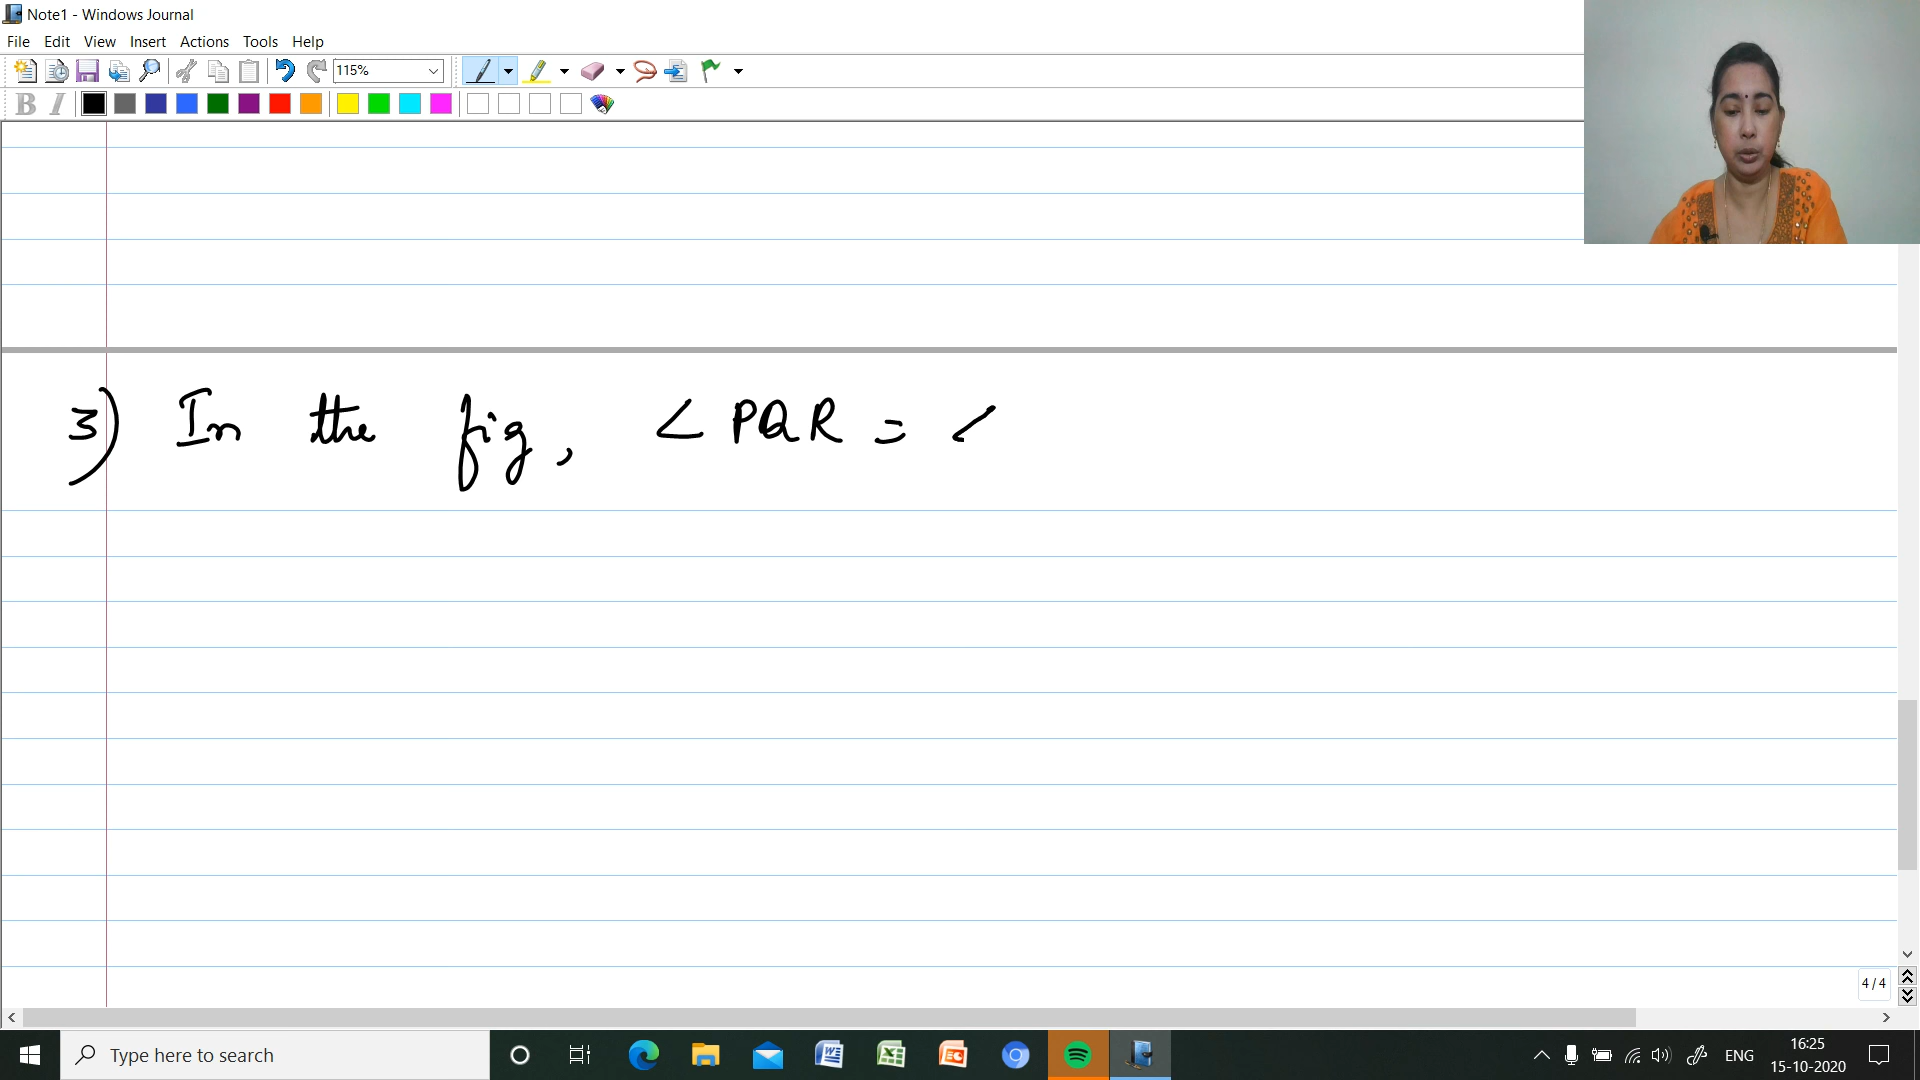 Note1 - Windows Journal
File Edit View Insert Actions Tools Help
115%
B I
3) In the fig, ∠PQR = ∠
4 / 4
Type here to search
ENG
16:25
15-10-2020